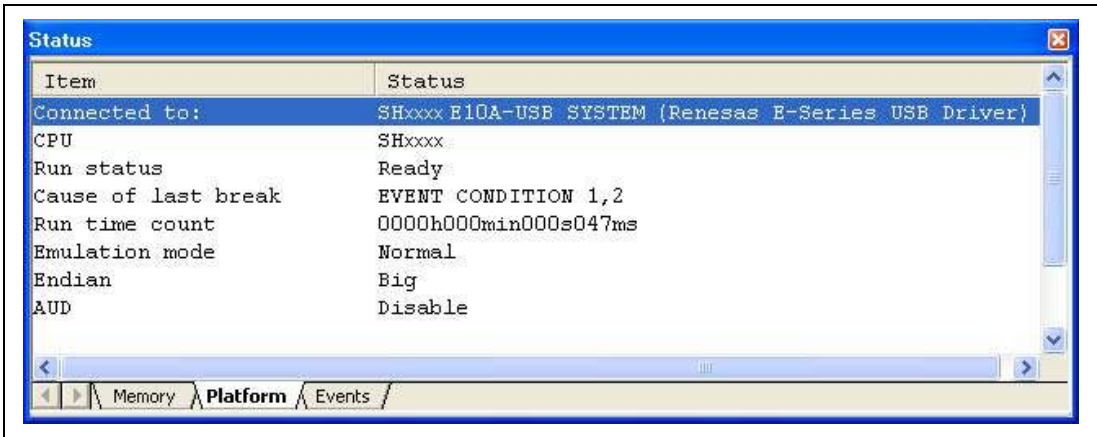 Status
Item Status
Connected to: SHxxxx E10A-USB SYSTEM (Renesas E-Series USB Driver)
CPU SHxxxx
Run status Ready
Cause of last break EVENT CONDITION 1,2
Run time count 0000h000min000s047ms
Emulation mode Normal
Endian Big
AUD Disable
Memory Platform Events